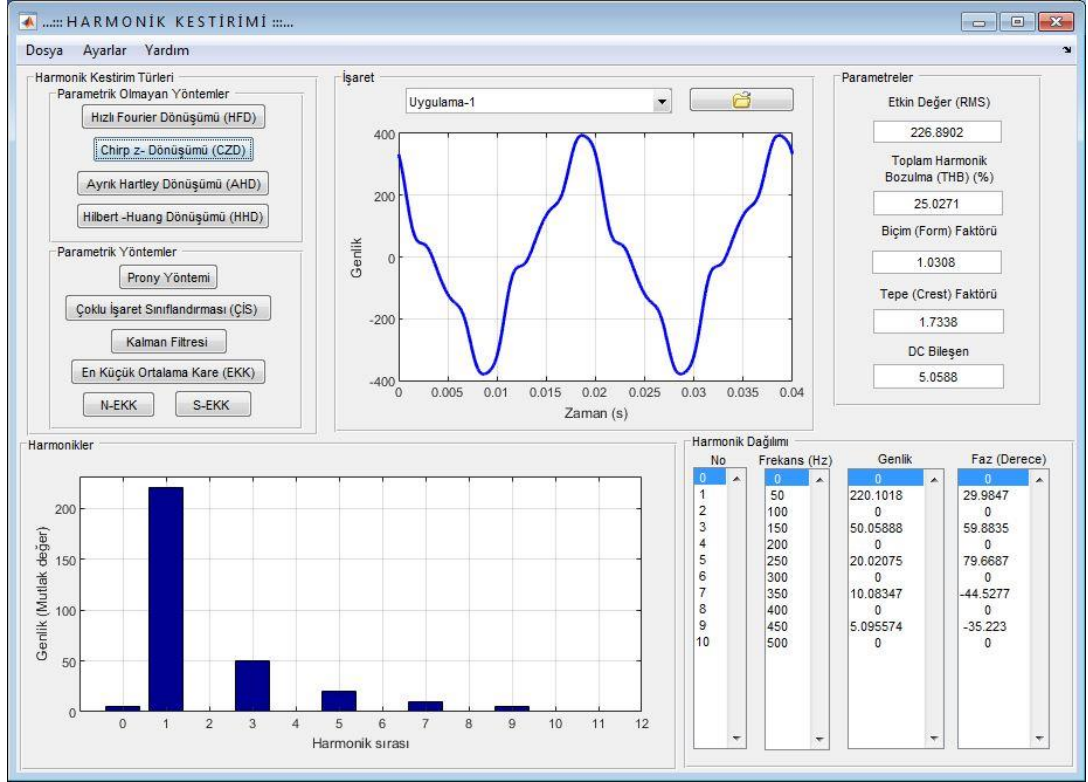 ...::: HARMONİK KESTİRİMİ :::...
Dosya Ayarlar Yardım
Harmonik Kestirim Türleri
Parametrik Olmayan Yöntemler
Hızlı Fourier Dönüşümü (HFD)
Chirp z- Dönüşümü (CZD)
Ayrık Hartley Dönüşümü (AHD)
Hilbert -Huang Dönüşümü (HHD)
Parametrik Yöntemler
Prony Yöntemi
Çoklu İşaret Sınıflandırması (ÇİS)
Kalman Filtresi
En Küçük Ortalama Kare (EKK)
N-EKK S-EKK
İşaret
Uygulama-1
400
200
0
-200
-400
Genlik
0 0.005 0.01 0.015 0.02 0.025 0.03 0.035 0.04
Zaman (s)
Parametreler
Etkin Değer (RMS)
226.8902
Toplam Harmonik
Bozulma (THB) (%)
25.0271
Biçim (Form) Faktörü
1.0308
Tepe (Crest) Faktörü
1.7338
DC Bileşen
5.0588
Harmonikler
200
150
100
50
0
Genlik (Mutlak değer)
0 1 2 3 4 5 6 7 8 9 10 11 12
Harmonik sırası
Harmonik Dağılımı
No Frekans (Hz) Genlik Faz (Derece)
0 0 0 0
1 50 220.1018 29.9847
2 100 0 0
3 150 50.05888 59.8835
4 200 0 0
5 250 20.02075 79.6687
6 300 0 0
7 350 10.08347 -44.5277
8 400 0 0
9 450 5.095574 -35.223
10 500 0 0